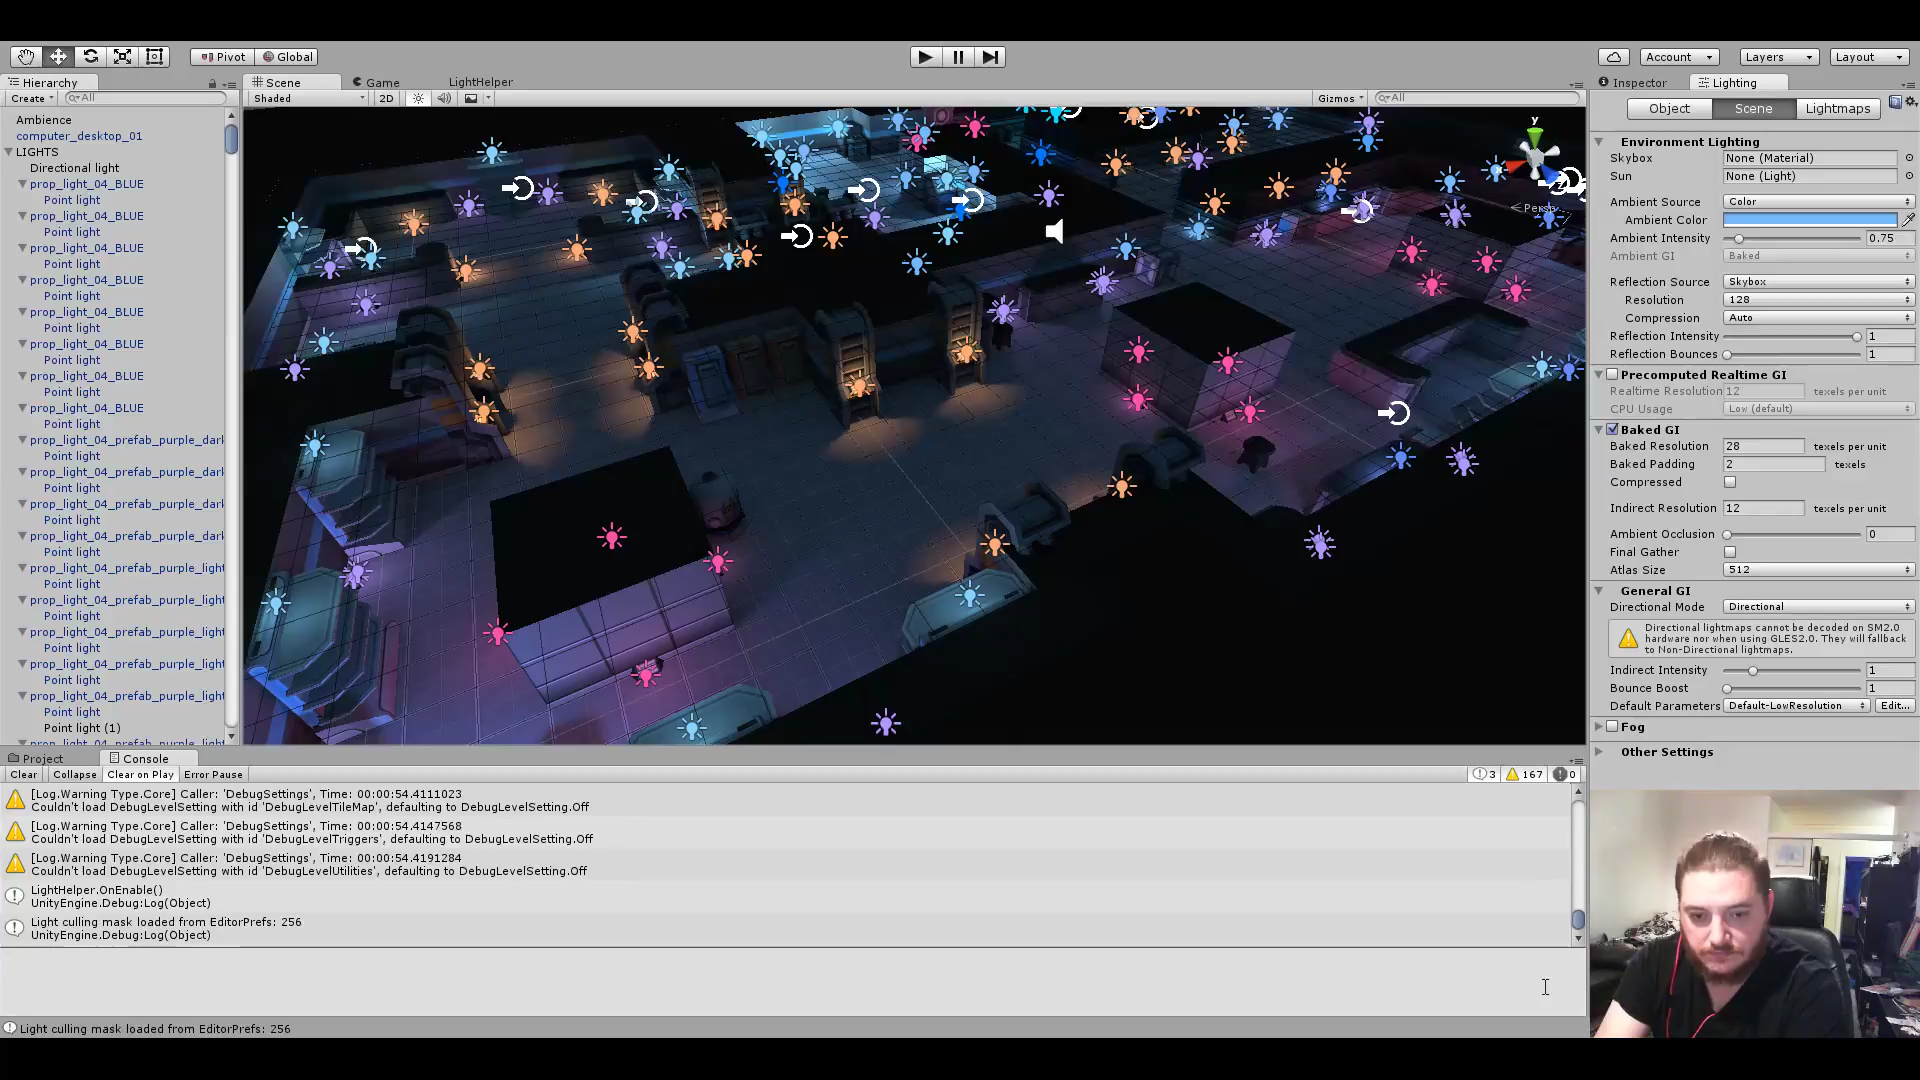 Pivot
Global
Account
Layers
Layout
Hierarchy
Scene
Game
LightHelper
Inspector
Lighting
Create
All
Shaded
2D
Gizmos
All
Object
Scene
Lightmaps
Ambience
computer_desktop_01
LIGHTS
Directional light
prop_light_04_BLUE
Point light
prop_light_04_BLUE
Point light
prop_light_04_BLUE
Point light
prop_light_04_BLUE
Point light
prop_light_04_BLUE
Point light
prop_light_04_BLUE
Point light
prop_light_04_BLUE
Point light
prop_light_04_BLUE
Point light
prop_light_04_prefab_purple_dark
Point light
prop_light_04_prefab_purple_dark
Point light
prop_light_04_prefab_purple_dark
Point light
prop_light_04_prefab_purple_dark
Point light
prop_light_04_prefab_purple_light
Point light
prop_light_04_prefab_purple_light
Point light
prop_light_04_prefab_purple_light
Point light
prop_light_04_prefab_purple_light
Point light
prop_light_04_prefab_purple_light
Point light
Point light (1)
y
Persp
Environment Lighting
Skybox None (Material)
Sun None (Light)
Ambient Source Color
Ambient Color
Ambient Intensity 0.75
Ambient GI Baked
Reflection Source Skybox
Resolution 128
Compression Auto
Reflection Intensity 1
Reflection Bounces 1
Precomputed Realtime GI
Realtime Resolution 12 texels per unit
CPU Usage Low (default)
Baked GI
Baked Resolution 28 texels per unit
Baked Padding 2 texels
Compressed
Indirect Resolution 12 texels per unit
Ambient Occlusion 0
Final Gather
Atlas Size 512
General GI
Directional Mode Directional
Directional lightmaps cannot be decoded on SM2.0
hardware nor when using GLES2.0. They will fallback
to Non-Directional lightmaps.
Indirect Intensity 1
Bounce Boost 1
Default Parameters Default-LowResolution Edit...
Fog
Other Settings
Project
Console
Clear
Collapse
Clear on Play
Error Pause
3
167
0
[Log.Warning Type.Core] Caller: 'DebugSettings', Time: 00:00:54.4111023
Couldn't load DebugLevelSetting with id 'DebugLevelTileMap', defaulting to DebugLevelSetting.Off
[Log.Warning Type.Core] Caller: 'DebugSettings', Time: 00:00:54.4147568
Couldn't load DebugLevelSetting with id 'DebugLevelTriggers', defaulting to DebugLevelSetting.Off
[Log.Warning Type.Core] Caller: 'DebugSettings', Time: 00:00:54.4191284
Couldn't load DebugLevelSetting with id 'DebugLevelUtilities', defaulting to DebugLevelSetting.Off
LightHelper.OnEnable()
UnityEngine.Debug:Log(Object)
Light culling mask loaded from EditorPrefs: 256
UnityEngine.Debug:Log(Object)
Light culling mask loaded from EditorPrefs: 256